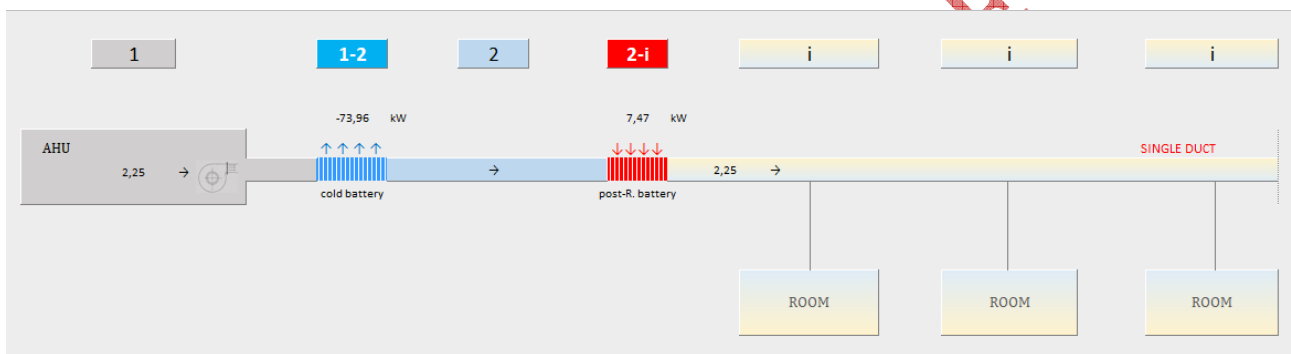 1 1-2 2 2-i i i i
-73,96 kW 7,47 kW
AHU SINGLE DUCT
2,25 → → 2,25 →
cold battery post-R. battery
ROOM ROOM ROOM